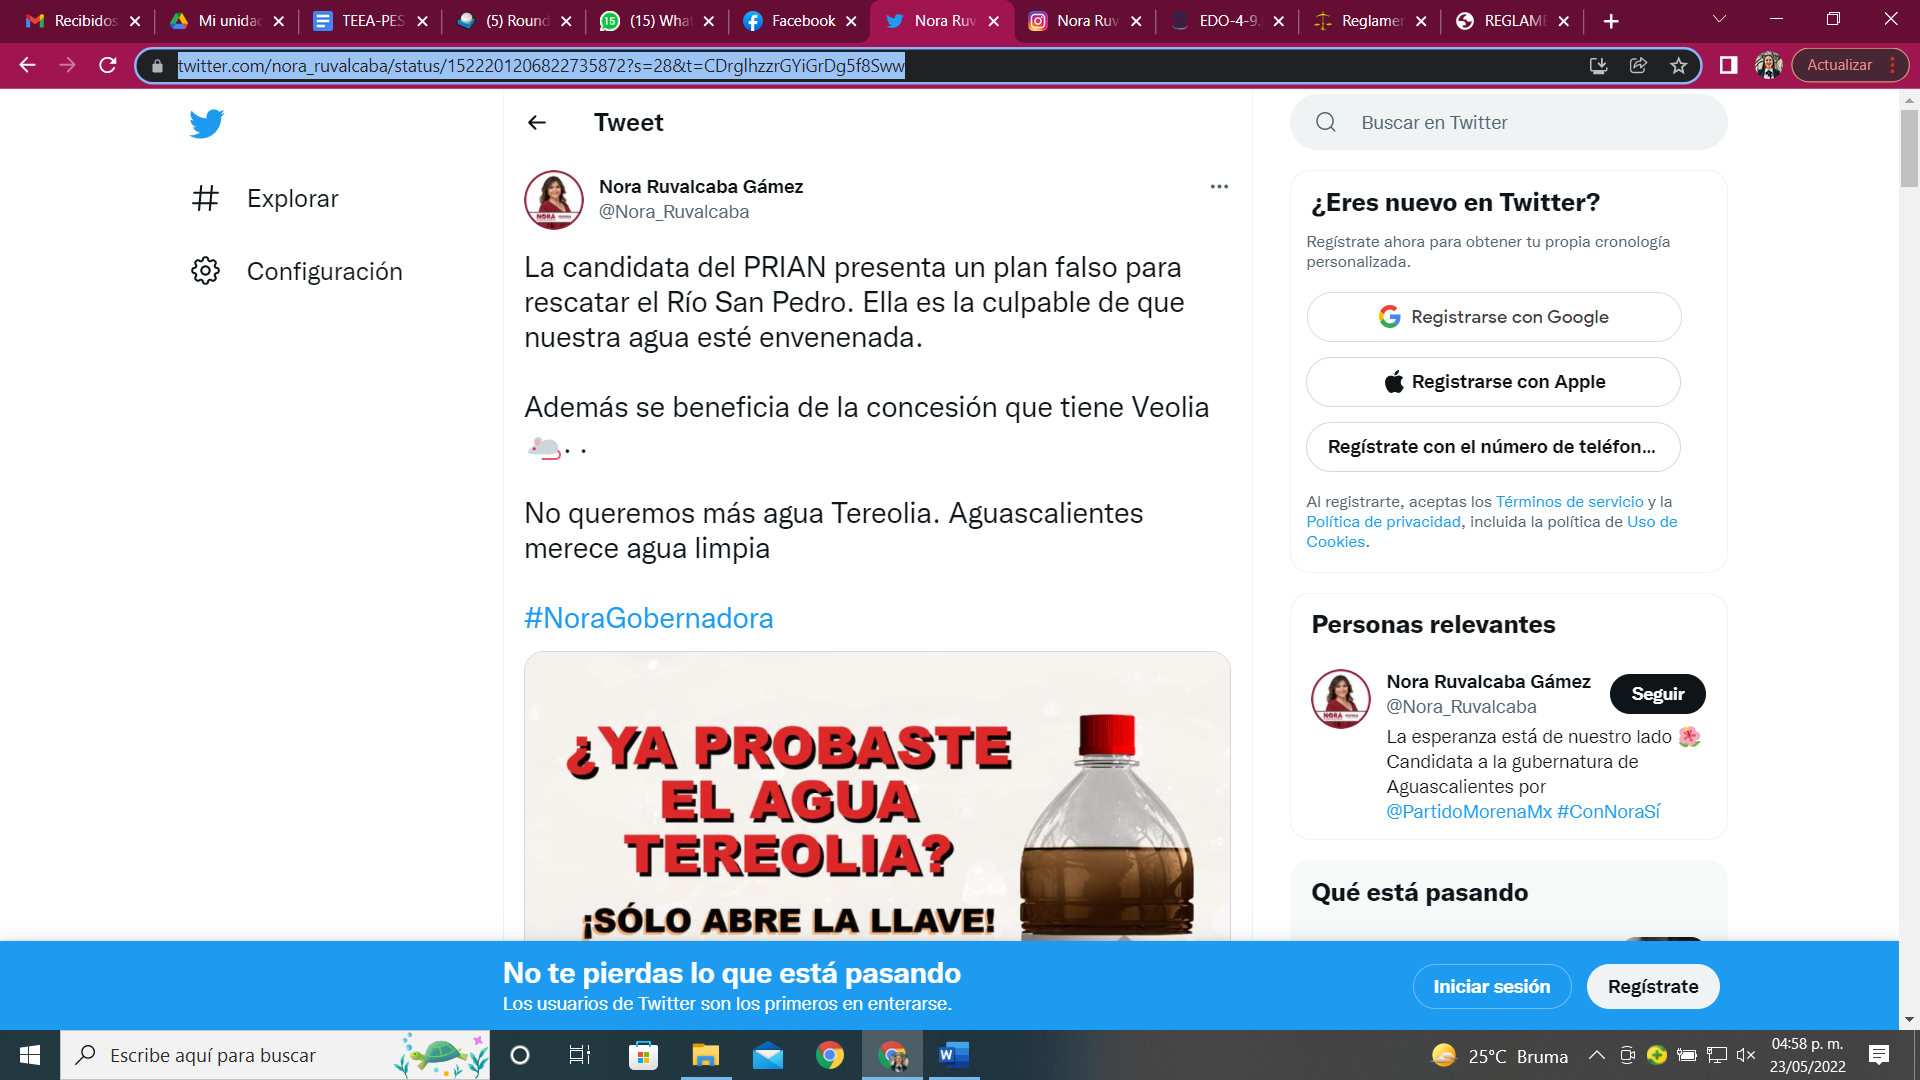 Recibidos
Mi unidad
TEEA-PES
(5) Round
(15) What
Facebook
Nora Ruv
Nora Ruv
EDO-4-9.
Reglamen
REGLAME
twitter.com/nora_ruvalcaba/status/1522201206822735872?s=28&t=CDrglhzzrGYiGrDg5f8Sww
Actualizar
Explorar
Configuración
Tweet
Nora Ruvalcaba Gámez
@Nora_Ruvalcaba
La candidata del PRIAN presenta un plan falso para
rescatar el Río San Pedro. Ella es la culpable de que
nuestra agua esté envenenada.
Además se beneficia de la concesión que tiene Veolia
🐁. .
No queremos más agua Tereolia. Aguascalientes
merece agua limpia
#NoraGobernadora
¿YA PROBASTE
EL AGUA
TEREOLIA?
¡SÓLO ABRE LA LLAVE!
Buscar en Twitter
¿Eres nuevo en Twitter?
Regístrate ahora para obtener tu propia cronología
personalizada.
Registrarse con Google
Registrarse con Apple
Regístrate con el número de teléfon...
Al registrarte, aceptas los Términos de servicio y la
Política de privacidad, incluida la política de Uso de
Cookies.
Personas relevantes
Nora Ruvalcaba Gámez
@Nora_Ruvalcaba
Seguir
La esperanza está de nuestro lado 🌺
Candidata a la gubernatura de
Aguascalientes por
@PartidoMorenaMx #ConNoraSí
Qué está pasando
No te pierdas lo que está pasando
Los usuarios de Twitter son los primeros en enterarse.
Iniciar sesión
Regístrate
Escribe aquí para buscar
25°C Bruma
04:58 p. m.
23/05/2022